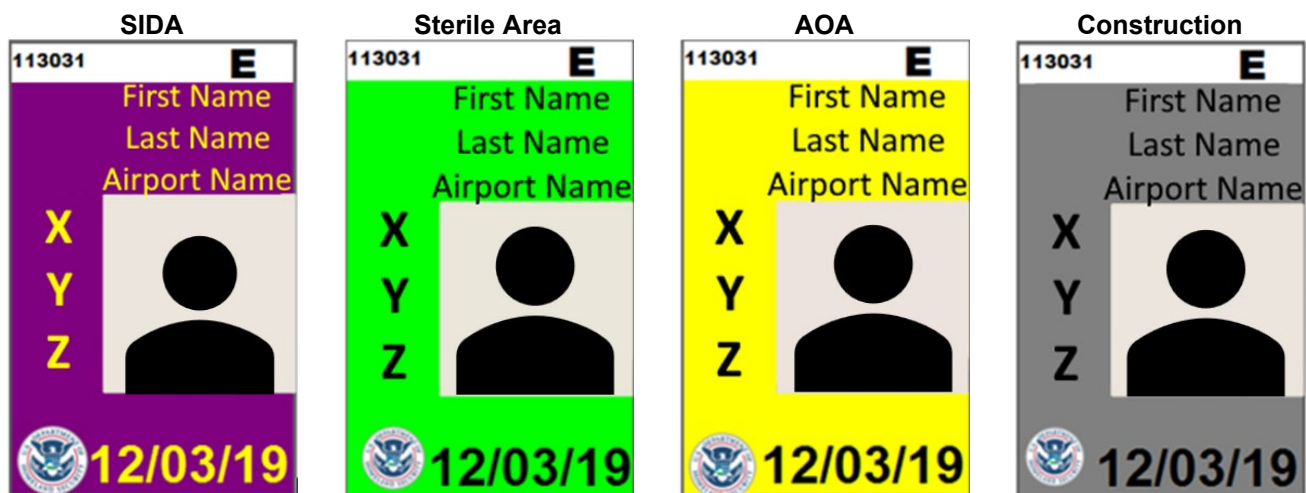 SIDA
113031 E
First Name
Last Name
Airport Name
X
Y
Z
12/03/19
Sterile Area
113031 E
First Name
Last Name
Airport Name
X
Y
Z
12/03/19
AOA
113031 E
First Name
Last Name
Airport Name
X
Y
Z
12/03/19
Construction
113031 E
First Name
Last Name
Airport Name
X
Y
Z
12/03/19